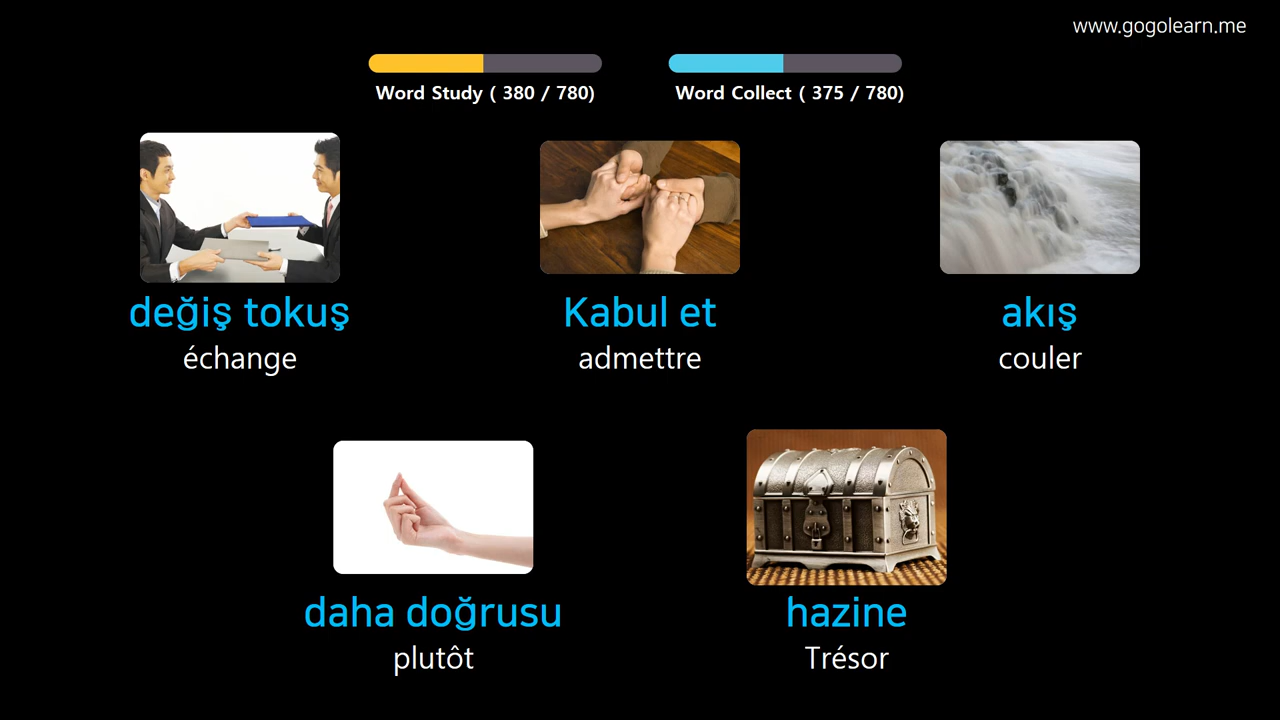 www.gogolearn.me
Word Study ( 380 / 780)
Word Collect ( 375 / 780)
değiş tokuş
échange
Kabul et
admettre
akış
couler
daha doğrusu
plutôt
hazine
Trésor